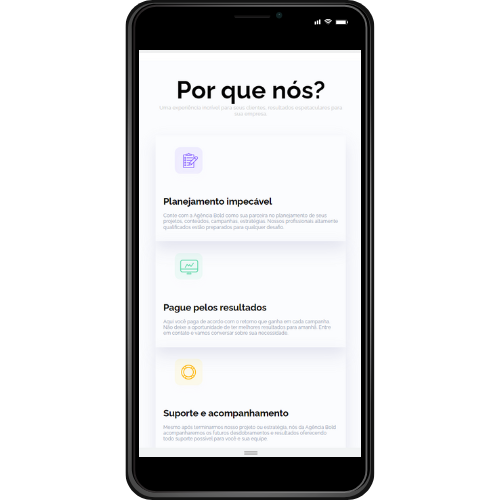 Por que nós?
Uma experiência incrível para seus clientes, resultados espetaculares para
sua empresa.
Planejamento impecável
Conte com a Agência Bold como sua parceira no planejamento de seus
projetos, conteúdos, campanhas, estratégias. Nossos profissionais altamente
qualificados estão preparados para qualquer desafio.
Pague pelos resultados
Aqui você paga de acordo com o retorno que ganha em cada campanha.
Não deixe a oportunidade de ter melhores resultados para amanhã. Entre
em contato e vamos conversar sobre sua necessidade.
Suporte e acompanhamento
Mesmo após terminarmos nosso projeto ou estratégia, nós da Agência Bold
acompanharemos os futuros desdobramentos e resultados oferecendo
todo suporte possível para você e sua equipe.